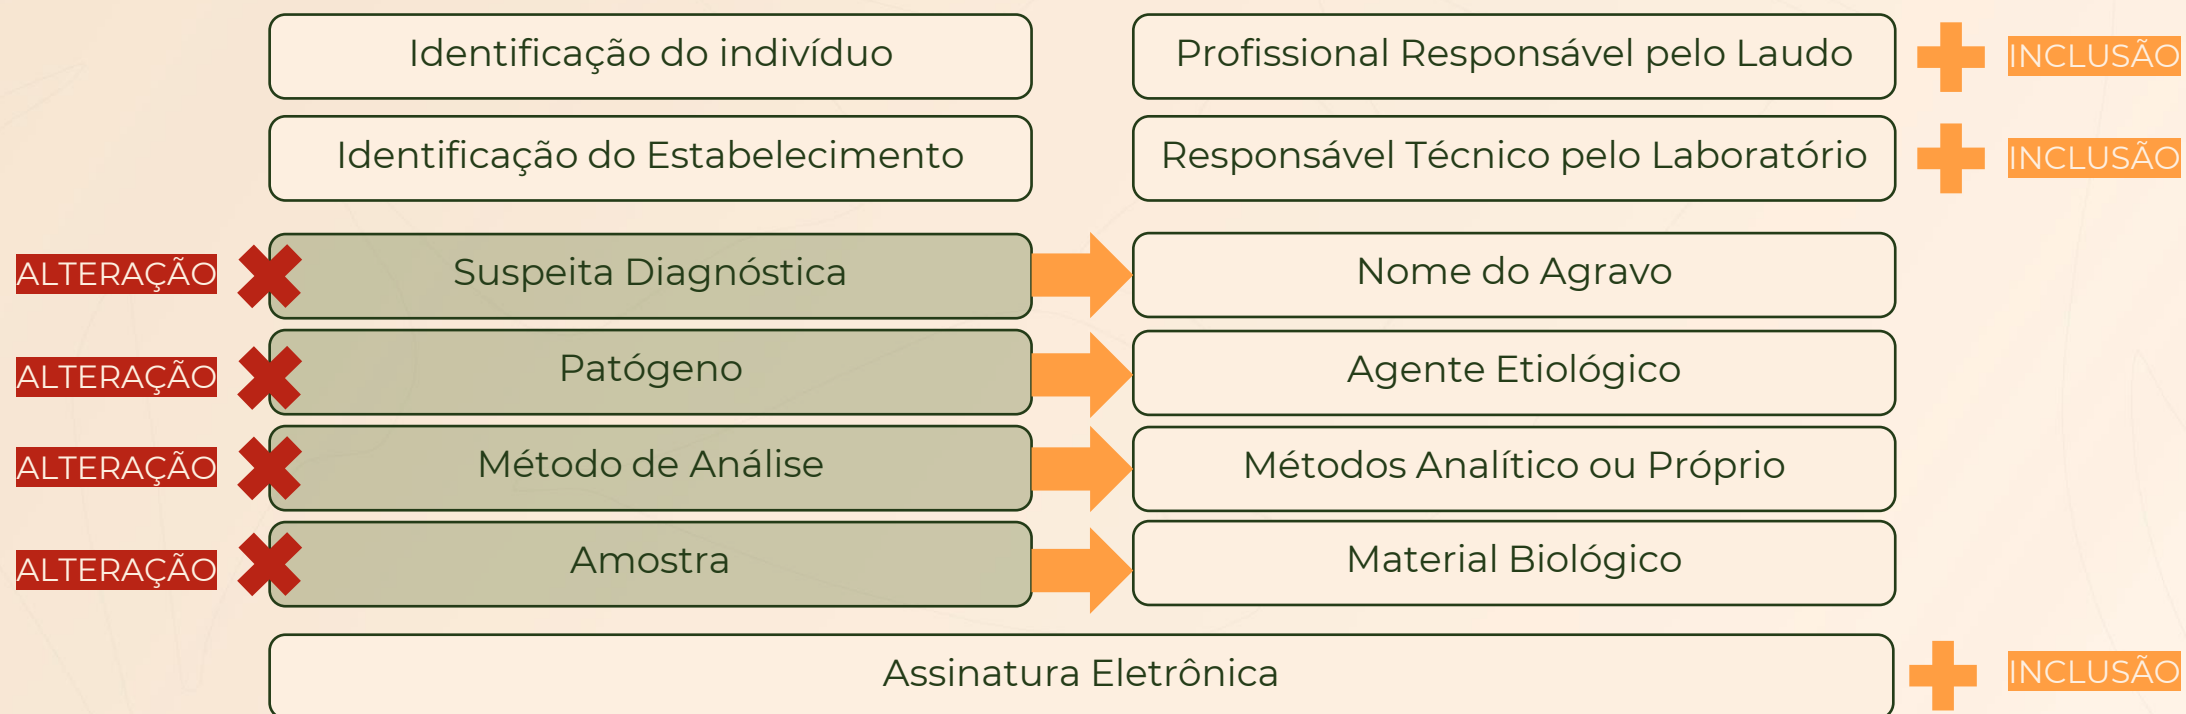 Identificação do indivíduo
Profissional Responsável pelo Laudo
INCLUSÃO
Identificação do Estabelecimento
Responsável Técnico pelo Laboratório
INCLUSÃO
ALTERAÇÃO
Suspeita Diagnóstica
Nome do Agravo
ALTERAÇÃO
Patógeno
Agente Etiológico
ALTERAÇÃO
Método de Análise
Métodos Analítico ou Próprio
ALTERAÇÃO
Amostra
Material Biológico
Assinatura Eletrônica
INCLUSÃO